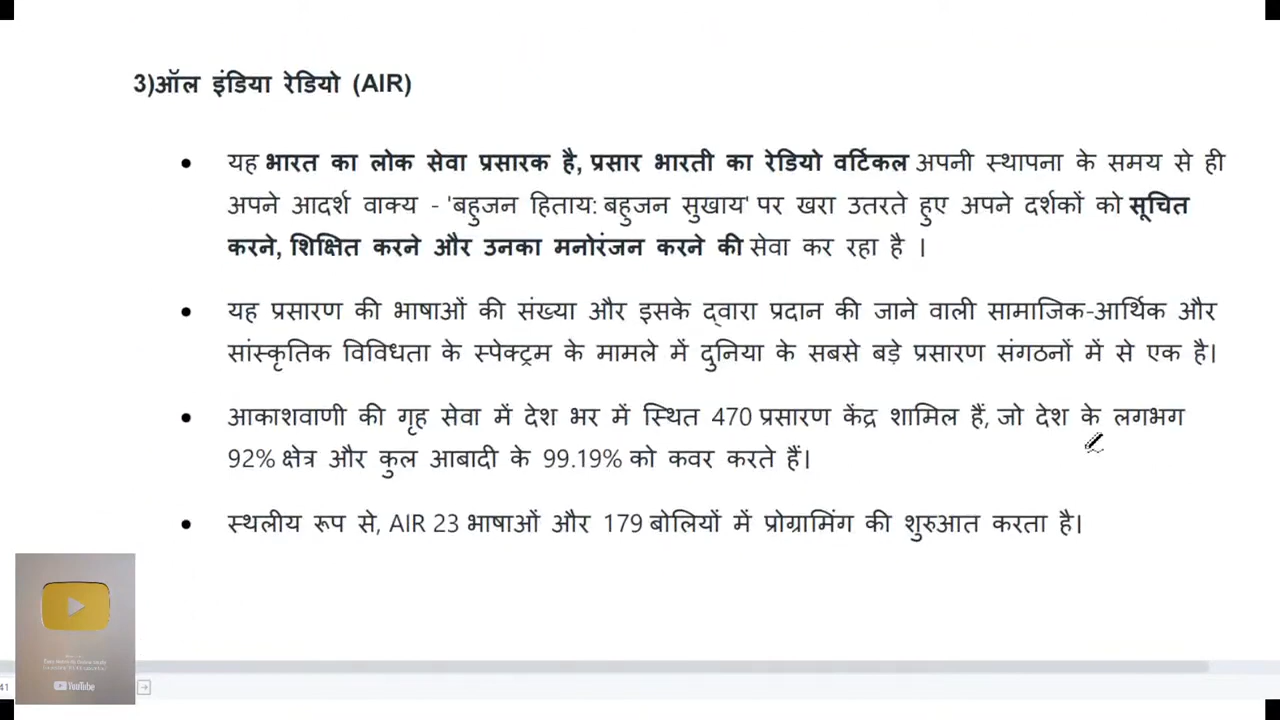 3)ऑल इंडिया रेडियो (AIR)
यह भारत का लोक सेवा प्रसारक है, प्रसार भारती का रेडियो वर्टिकल अपनी स्थापना के समय से ही
अपने आदर्श वाक्य - 'बहुजन हिताय: बहुजन सुखाय' पर खरा उतरते हुए अपने दर्शकों को सूचित
करने, शिक्षित करने और उनका मनोरंजन करने की सेवा कर रहा है ।
यह प्रसारण की भाषाओं की संख्या और इसके द्वारा प्रदान की जाने वाली सामाजिक-आर्थिक और
सांस्कृतिक विविधता के स्पेक्ट्रम के मामले में दुनिया के सबसे बड़े प्रसारण संगठनों में से एक है।
आकाशवाणी की गृह सेवा में देश भर में स्थित 470 प्रसारण केंद्र शामिल हैं, जो देश के लगभग
92% क्षेत्र और कुल आबादी के 99.19% को कवर करते हैं।
स्थलीय रूप से, AIR 23 भाषाओं और 179 बोलियों में प्रोग्रामिंग की शुरुआत करता है।
YouTube
41